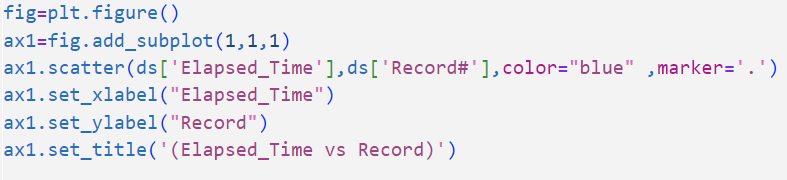 fig=plt.figure()
ax1=fig.add_subplot(1,1,1)
ax1.scatter(ds['Elapsed_Time'],ds['Record#'],color="blue" ,marker='.')
ax1.set_xlabel("Elapsed_Time")
ax1.set_ylabel("Record")
ax1.set_title('(Elapsed_Time vs Record)')